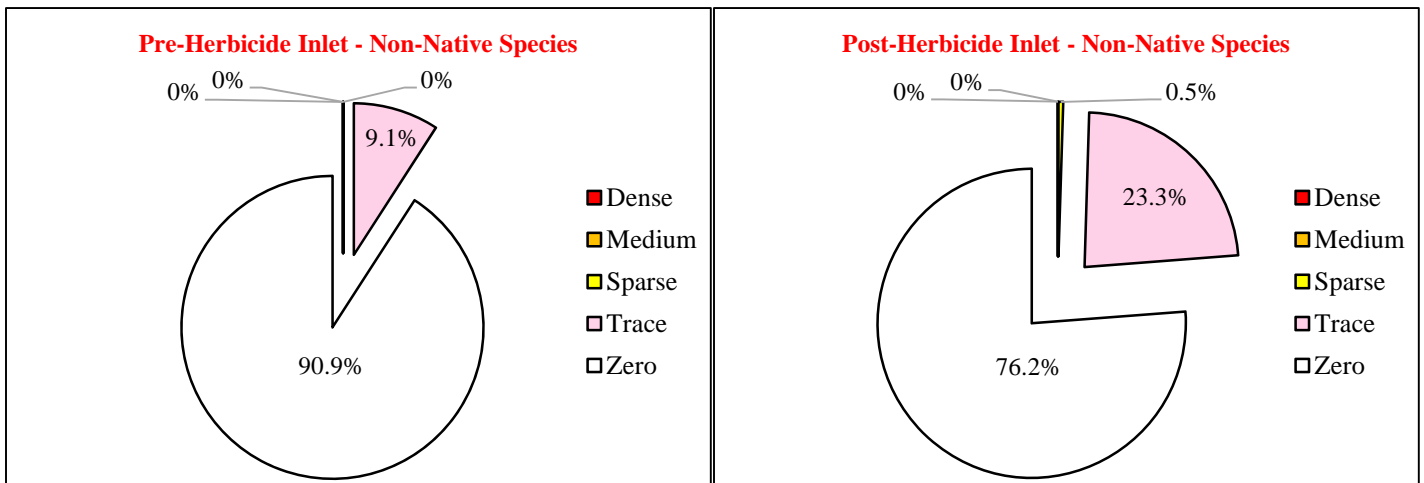 Pre-Herbicide Inlet - Non-Native Species
0%
0%
0%
9.1%
90.9%
Dense
Medium
Sparse
Trace
Zero
Post-Herbicide Inlet - Non-Native Species
0%
0%
0.5%
23.3%
76.2%
Dense
Medium
Sparse
Trace
Zero